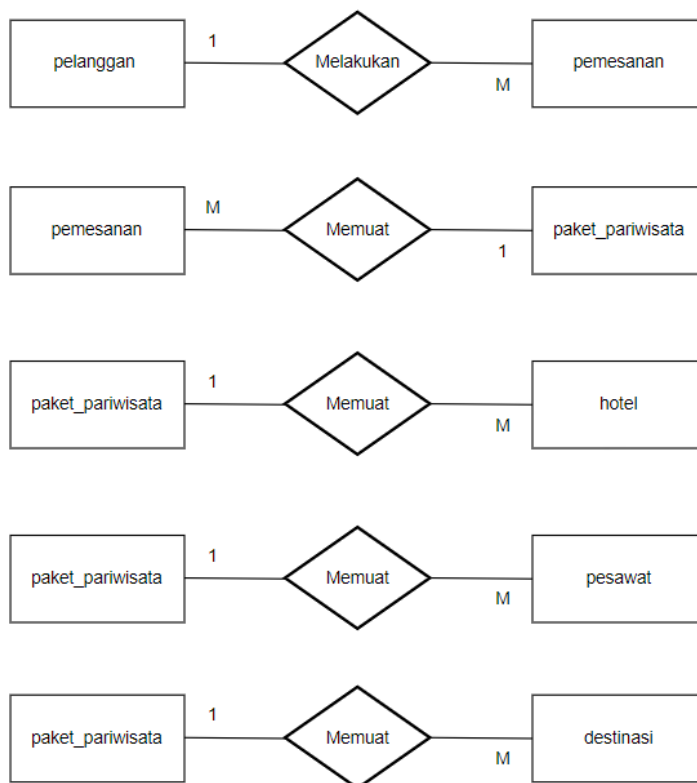 1
pelanggan
Melakukan
pemesanan
M
M
pemesanan
Memuat
paket_pariwisata
1
1
paket_pariwisata
Memuat
hotel
M
1
paket_pariwisata
Memuat
pesawat
M
1
paket_pariwisata
Memuat
destinasi
M